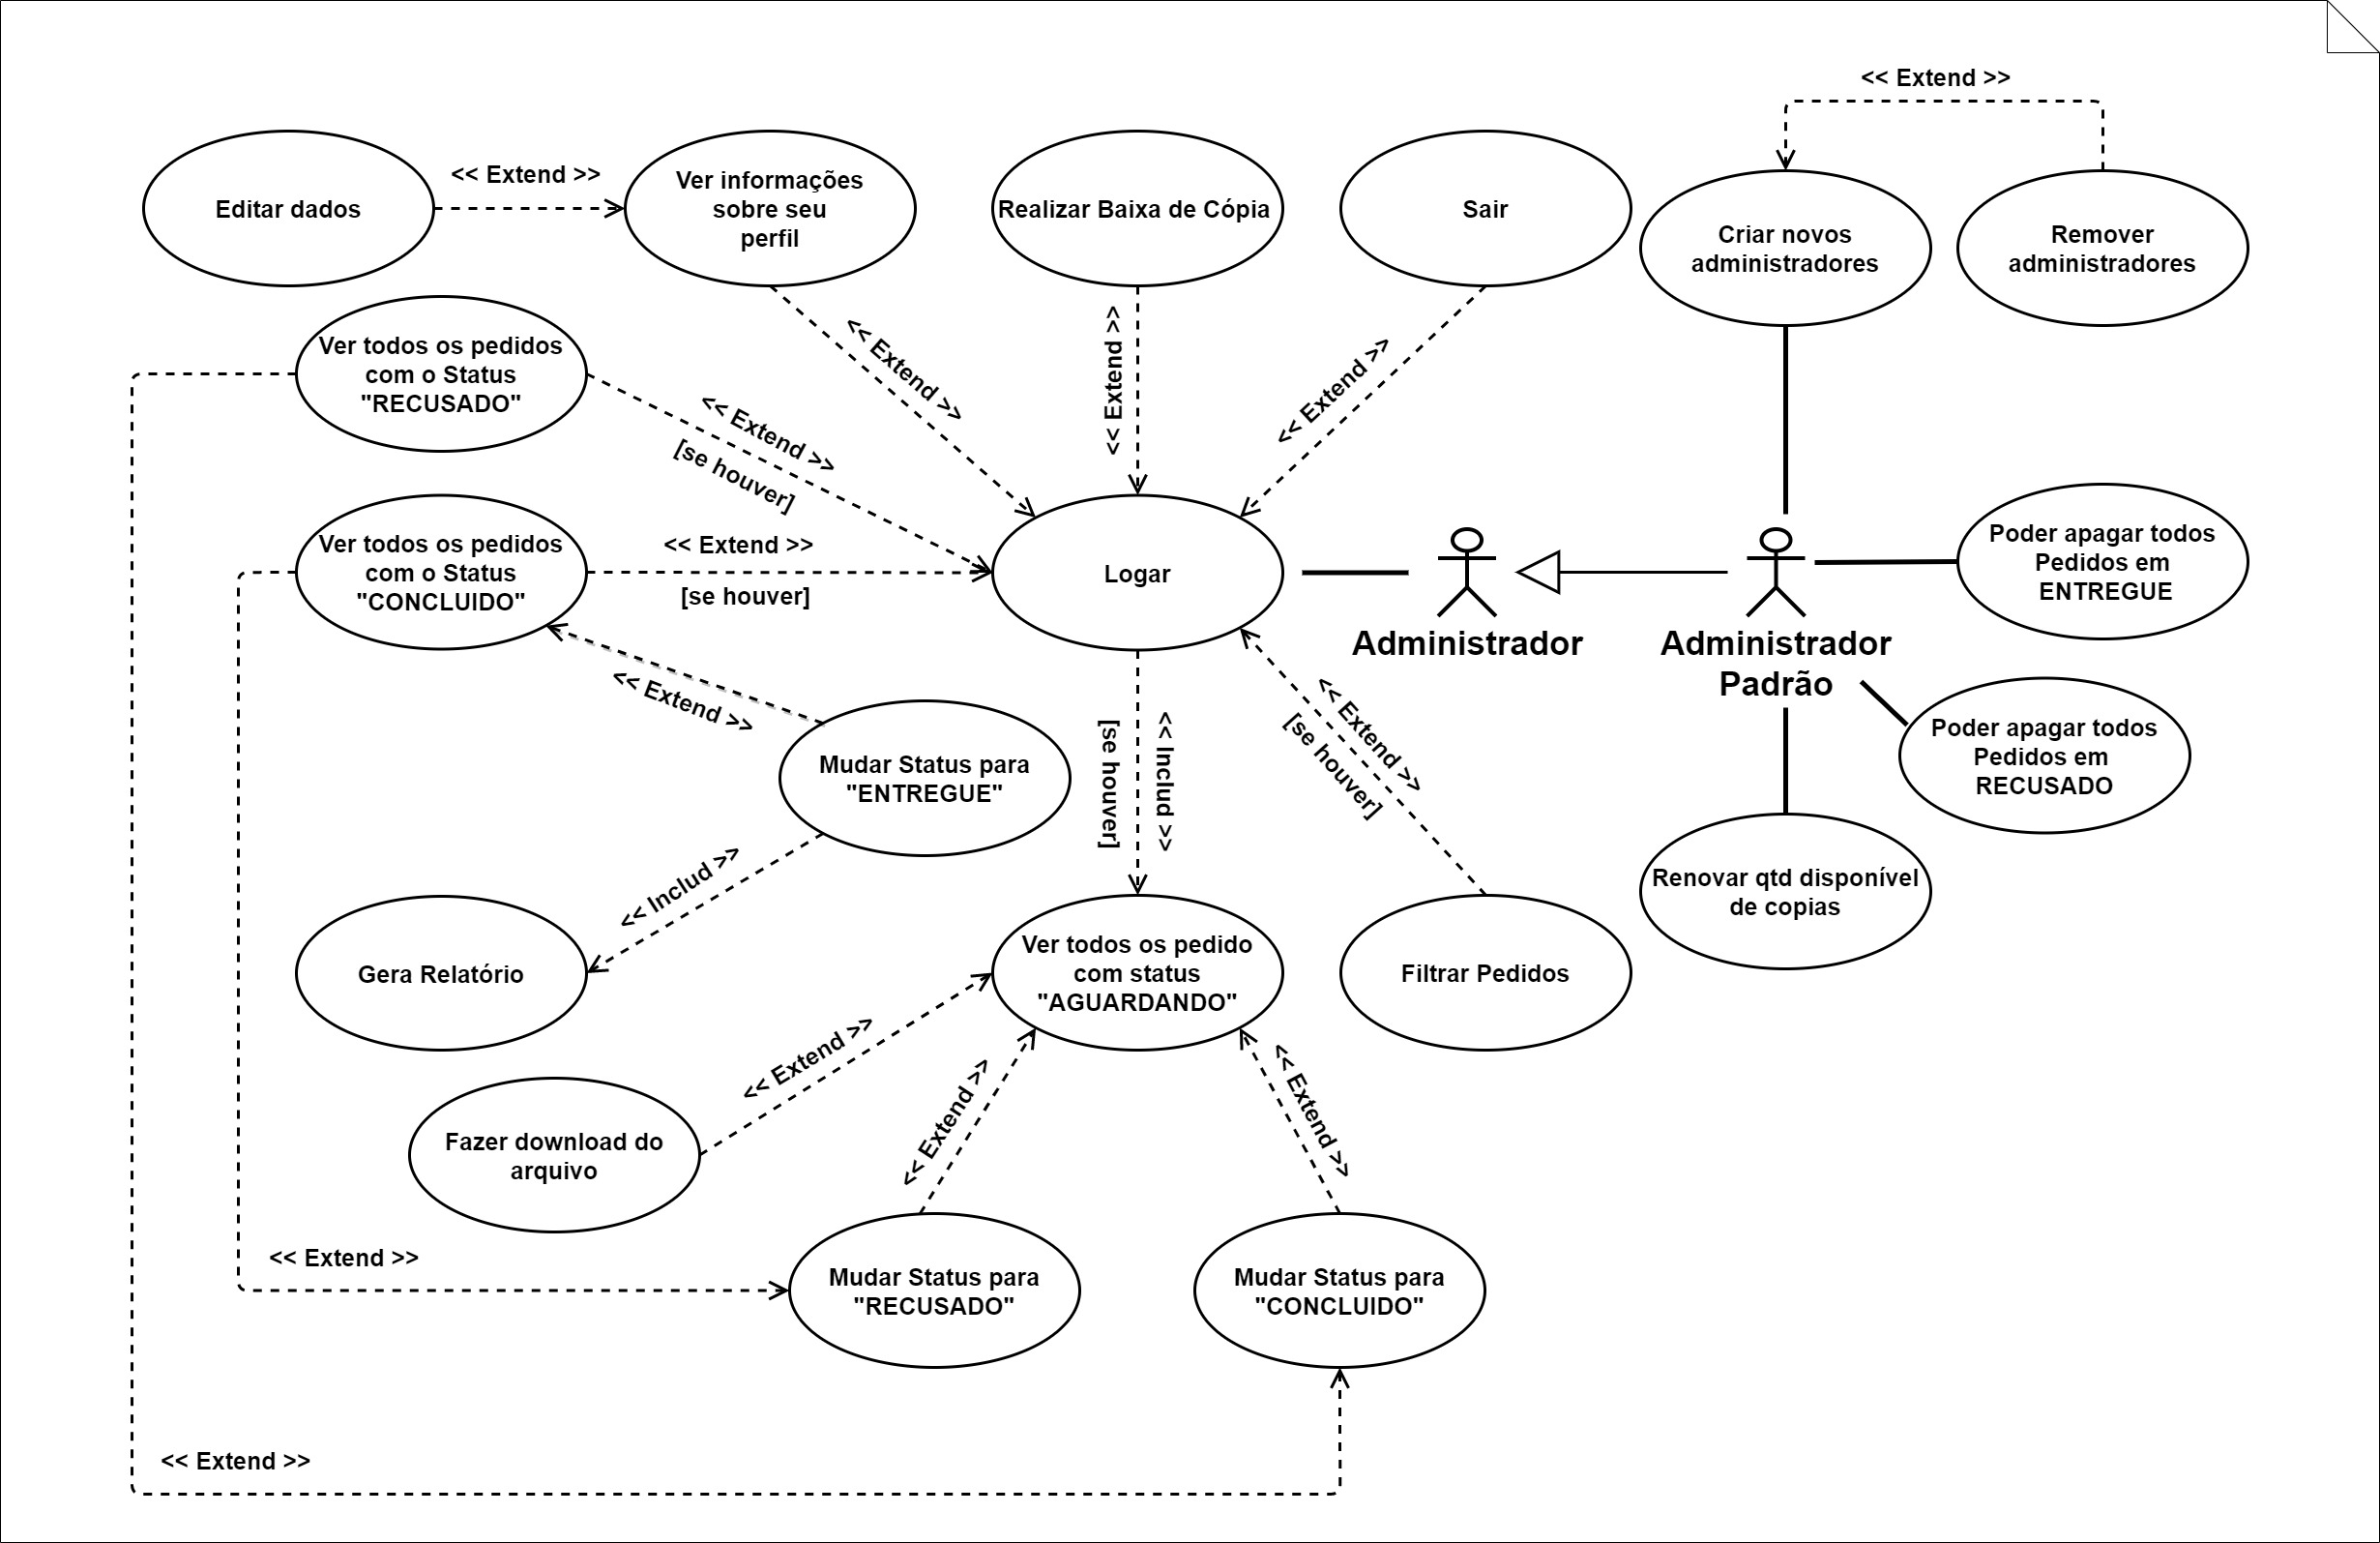 << Extend >>
Editar dados
<< Extend >>
Ver informações
sobre seu
perfil
Realizar Baixa de Cópia
Sair
Criar novos
administradores
Remover
administradores
Ver todos os pedidos
com o Status
"RECUSADO"
<< Extend >>
<< Extend >>
<< Extend >>
<< Extend >>
[se houver]
Ver todos os pedidos
com o Status
"CONCLUIDO"
<< Extend >>
[se houver]
Logar
Administrador
Administrador
Padrão
Poder apagar todos
Pedidos em
ENTREGUE
<< Extend >>
Mudar Status para
"ENTREGUE"
[se houver]
<< Includ >>
<< Extend >>
[se houver]
Poder apagar todos
Pedidos em
RECUSADO
Renovar qtd disponível
de copias
<< Includ >>
Gera Relatório
Ver todos os pedido
com status
"AGUARDANDO"
Filtrar Pedidos
<< Extend >>
<< Extend >>
<< Extend >>
Fazer download do
arquivo
<< Extend >>
Mudar Status para
"RECUSADO"
Mudar Status para
"CONCLUIDO"
<< Extend >>